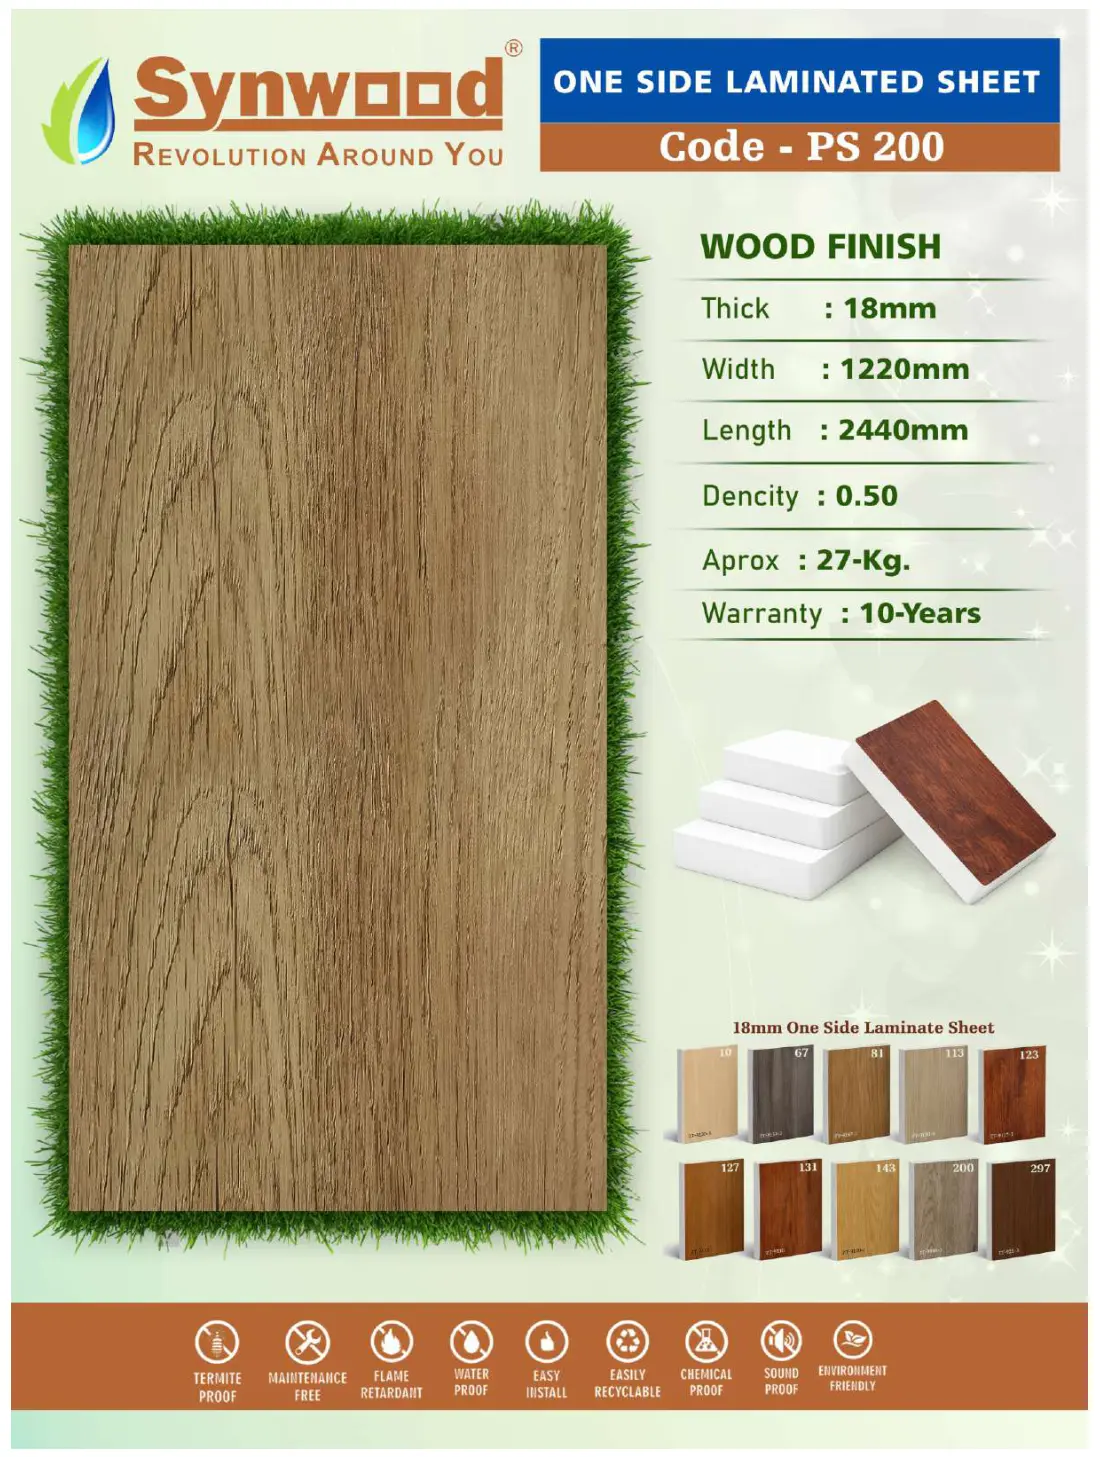 Synwood®
REVOLUTION AROUND YOU
ONE SIDE LAMINATED SHEET
Code - PS 200
WOOD FINISH
Thick : 18mm
Width : 1220mm
Length : 2440mm
Dencity : 0.50
Aprox : 27-Kg.
Warranty : 10-Years
18mm One Side Laminate Sheet
10 67 81 113 123
127 131 143 200 297
TERMITE PROOF
MAINTENANCE FREE
FLAME RETARDANT
WATER PROOF
EASY INSTALL
EASILY RECYCLABLE
CHEMICAL PROOF
SOUND PROOF
ENVIRONMENT FRIENDLY